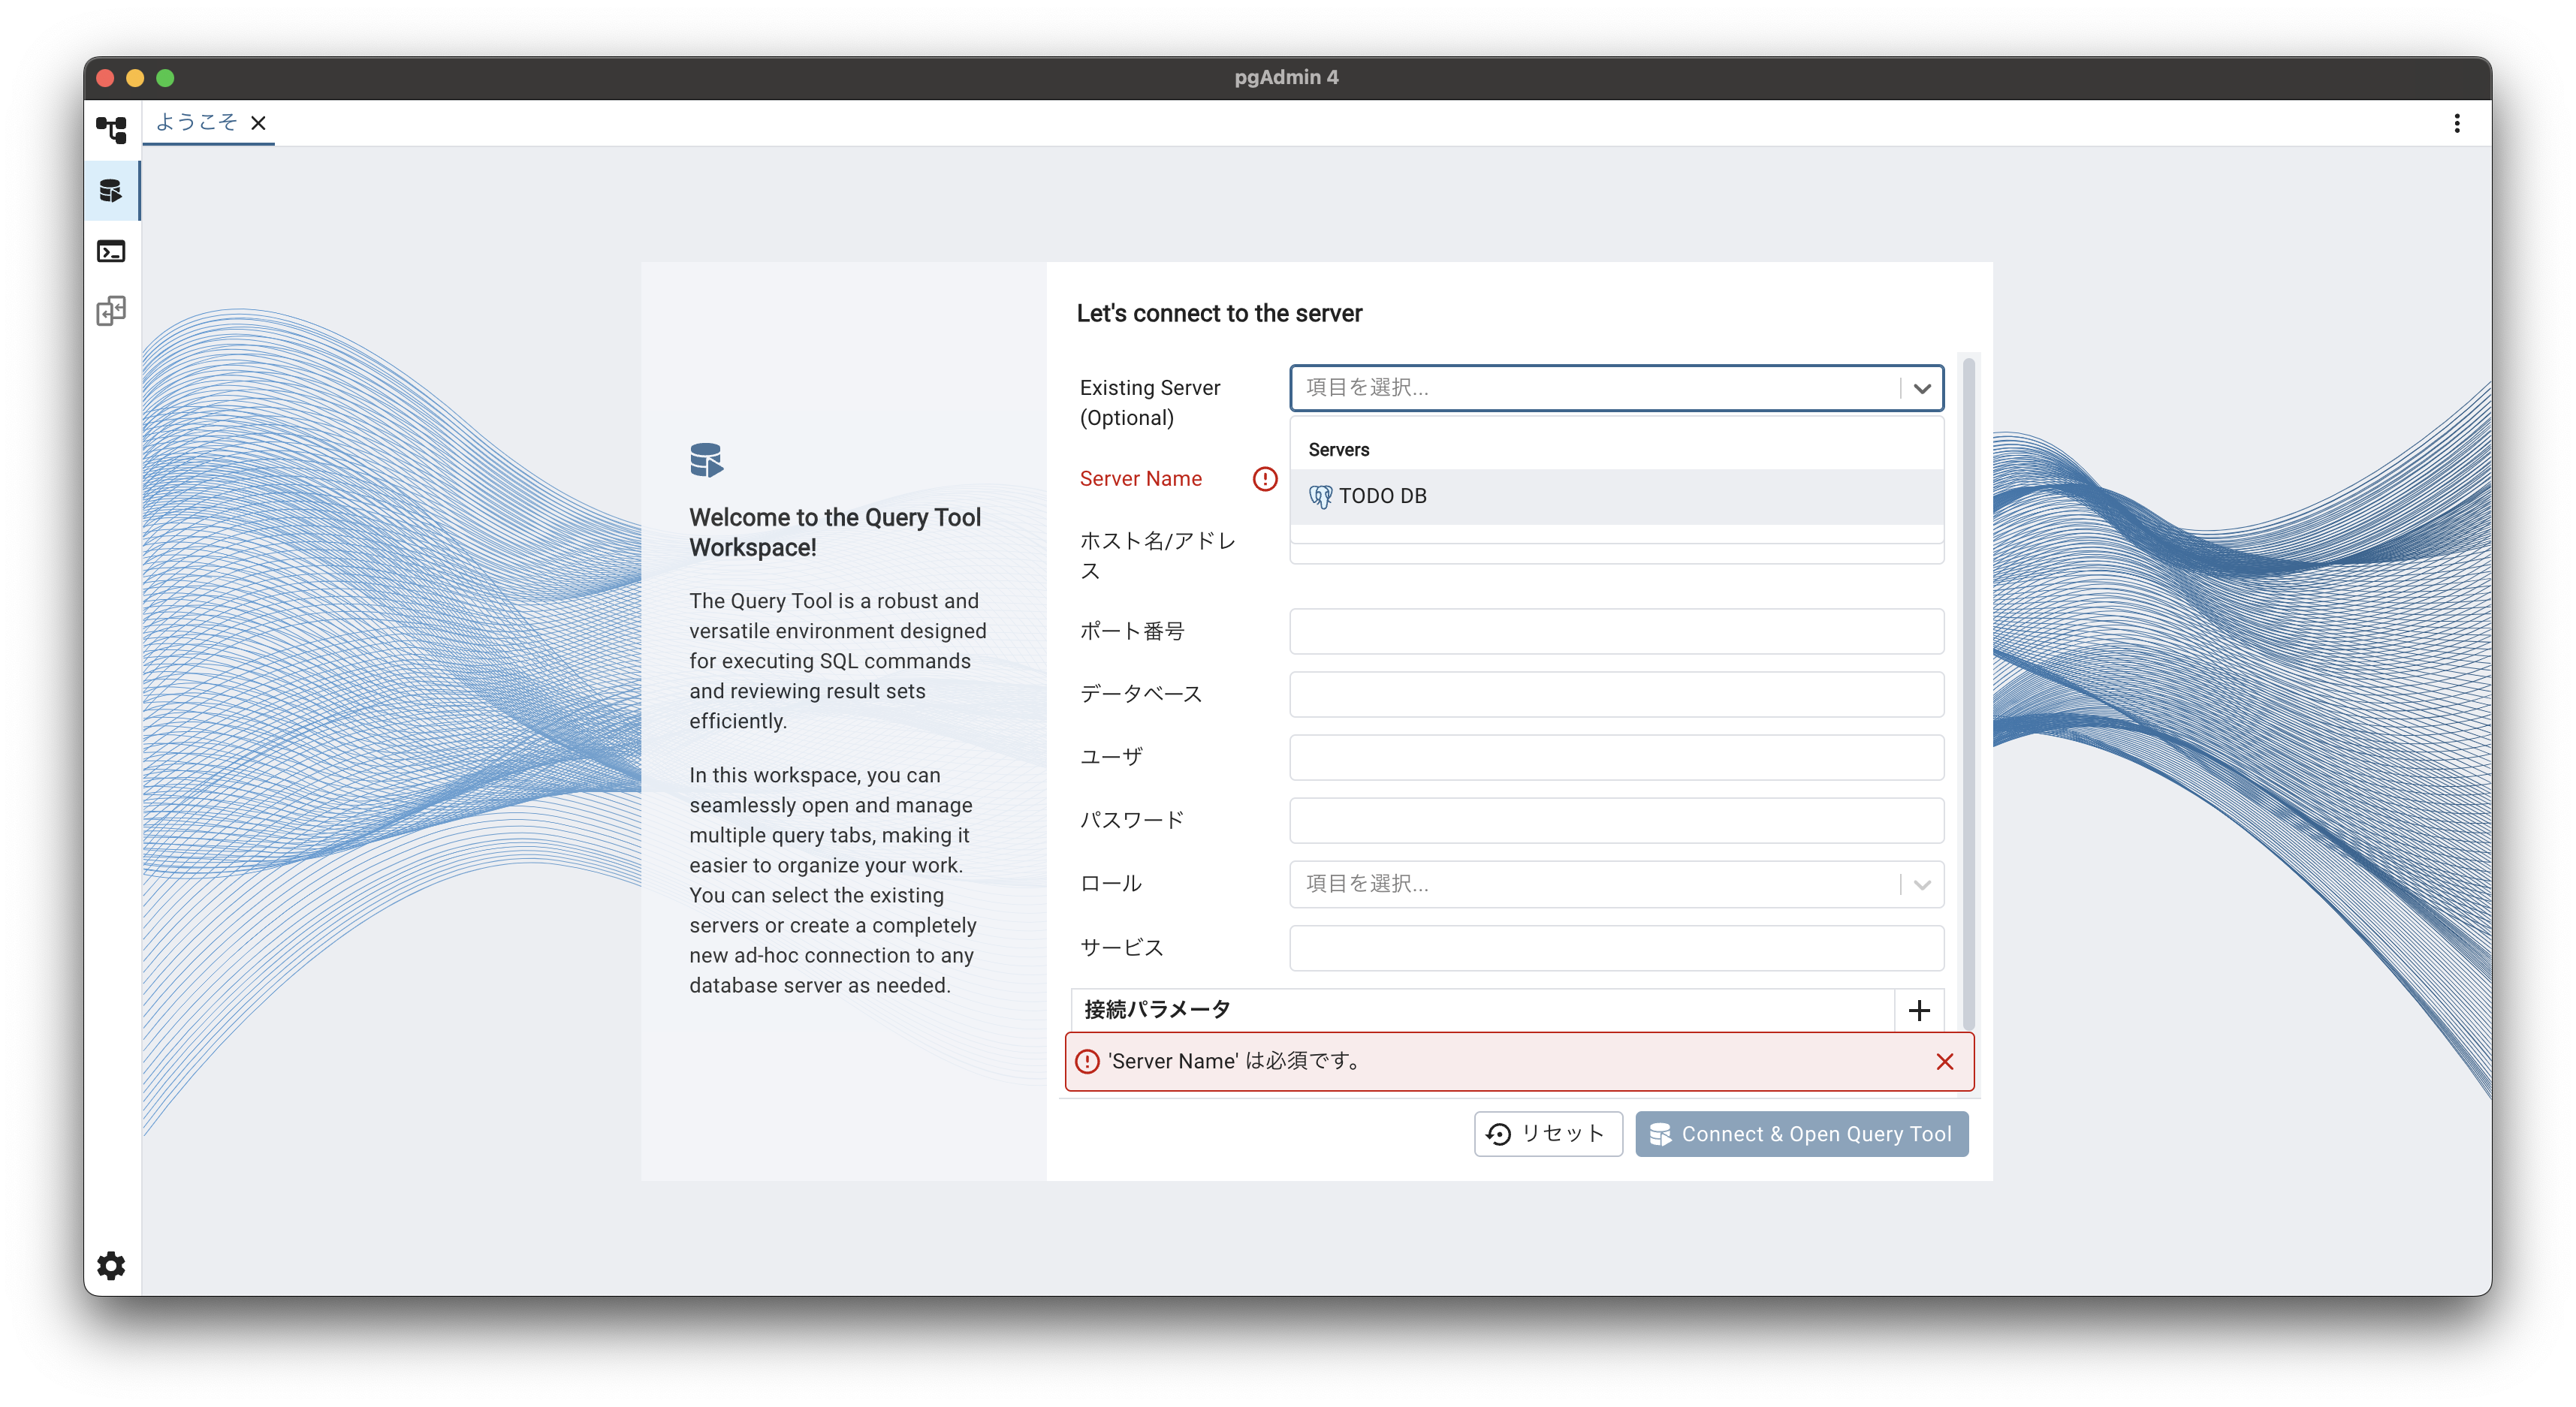 pgAdmin 4
ようこそ
Welcome to the Query Tool
Workspace!
The Query Tool is a robust and
versatile environment designed
for executing SQL commands
and reviewing result sets
efficiently.
In this workspace, you can
seamlessly open and manage
multiple query tabs, making it
easier to organize your work.
You can select the existing
servers or create a completely
new ad-hoc connection to any
database server as needed.
Let's connect to the server
Existing Server
(Optional)
項目を選択...
Servers
TODO DB
Server Name
ホスト名/アドレ
ス
ポート番号
データベース
ユーザ
パスワード
ロール
項目を選択...
サービス
接続パラメータ
'Server Name' は必須です。
リセット
Connect & Open Query Tool